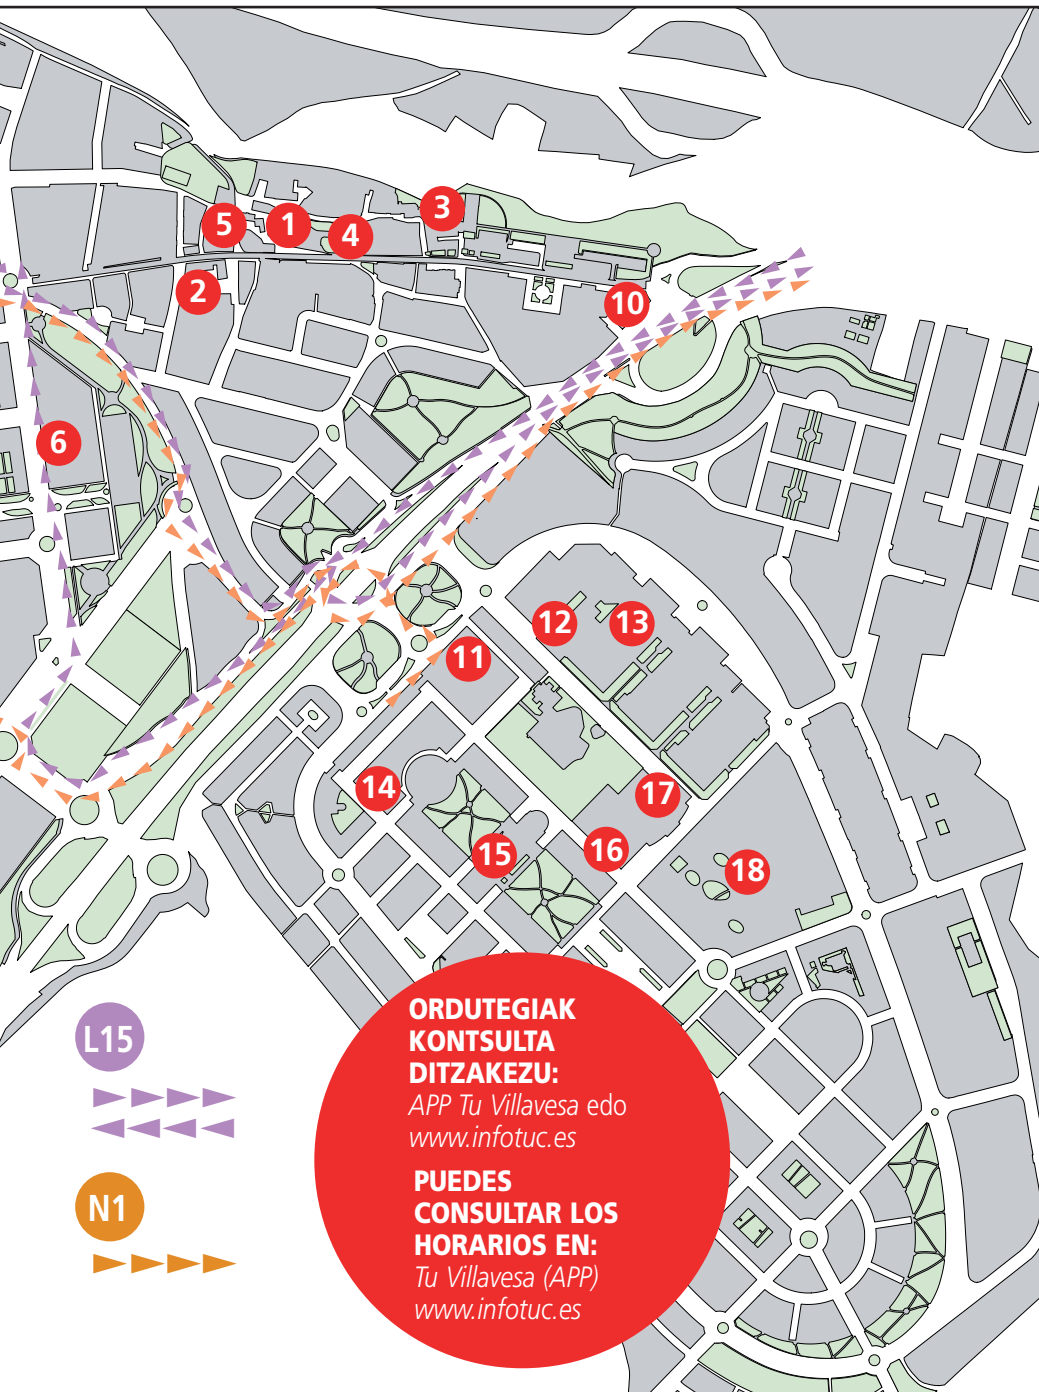 3
5
1
4
2
10
6
12
13
11
14
17
15
16
18
L15
N1
ORDUTEGIAK
KONTSULTA
DITZAKEZU:
APP Tu Villavesa edo
www.infotuc.es
PUEDES
CONSULTAR LOS
HORARIOS EN:
Tu Villavesa (APP)
www.infotuc.es